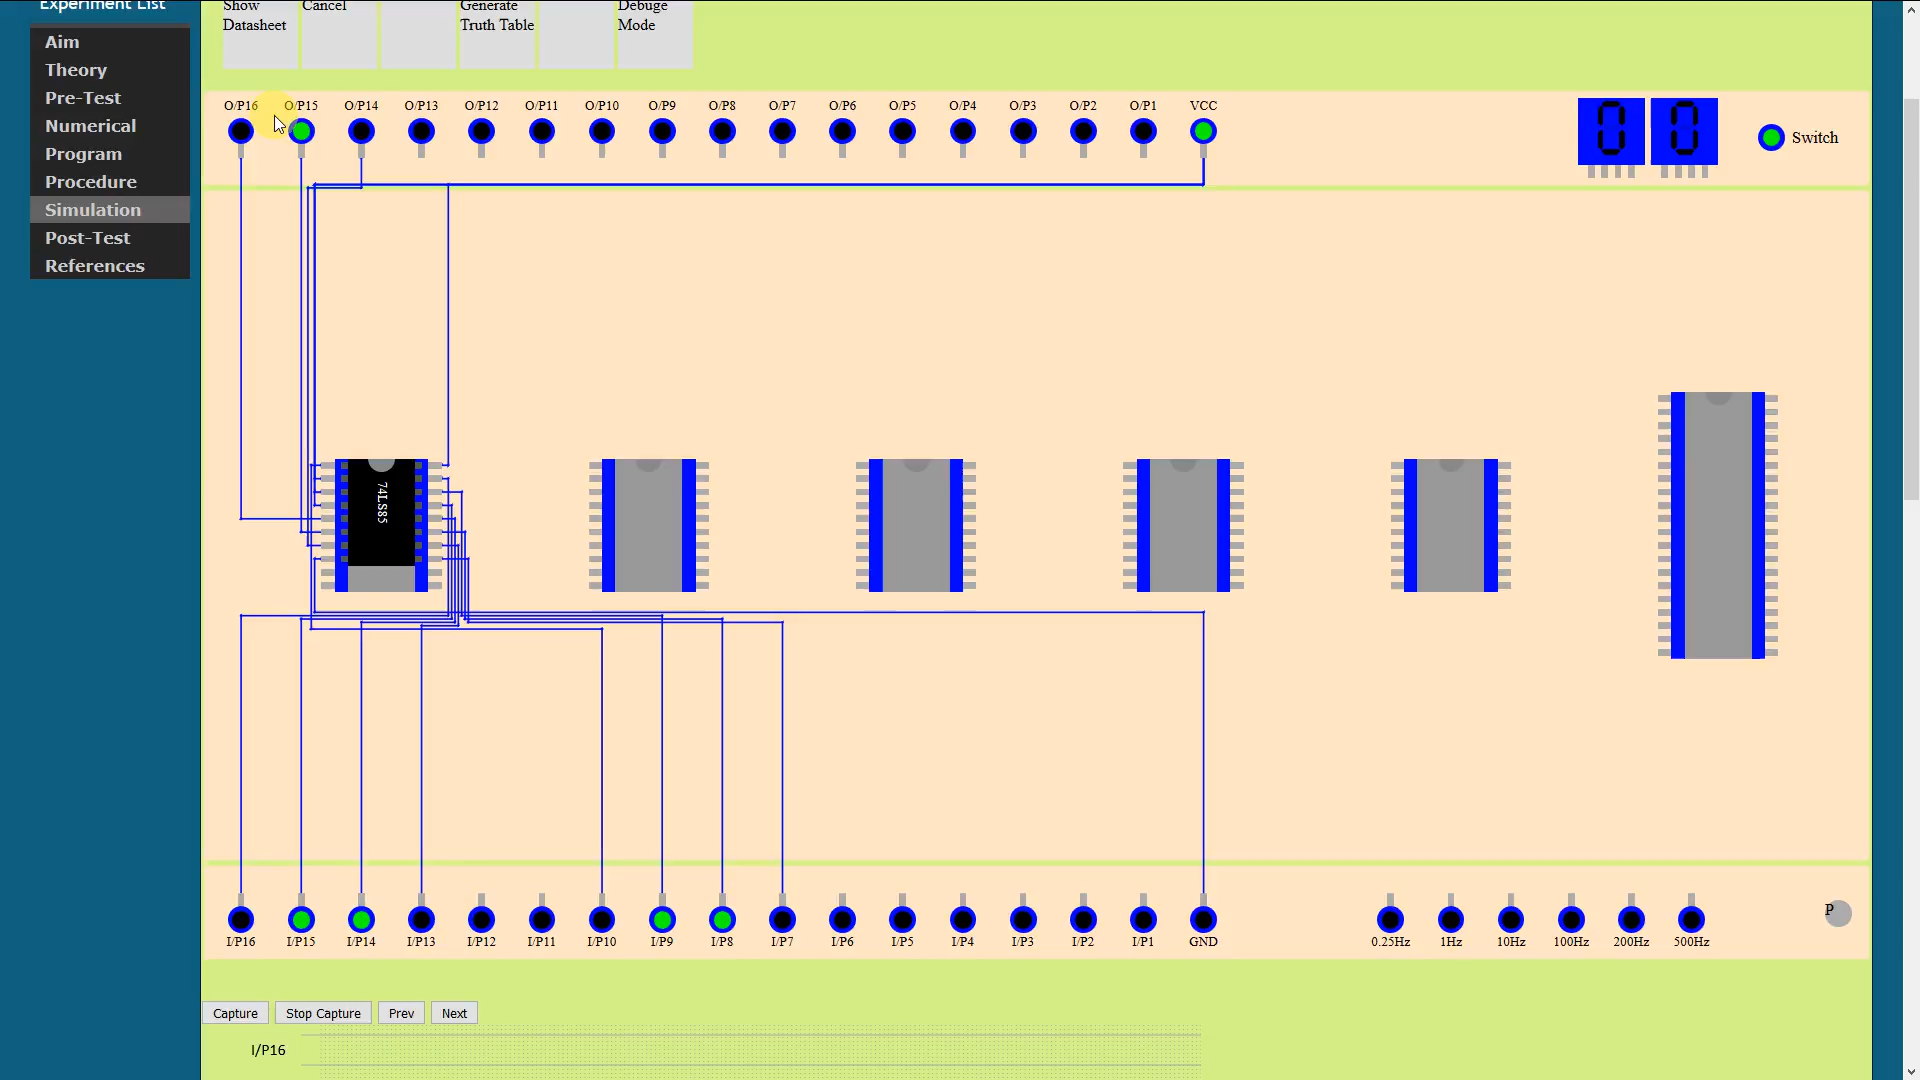 Experiment List
Aim
Theory
Pre-Test
Numerical
Program
Procedure
Simulation
Post-Test
References
Show
Datasheet
Cancel
Generate
Truth Table
Debuge
Mode
O/P16 O/P15 O/P14 O/P13 O/P12 O/P11 O/P10 O/P9 O/P8 O/P7 O/P6 O/P5 O/P4 O/P3 O/P2 O/P1 VCC
0 0
Switch
74LS85
P
I/P16 I/P15 I/P14 I/P13 I/P12 I/P11 I/P10 I/P9 I/P8 I/P7 I/P6 I/P5 I/P4 I/P3 I/P2 I/P1 GND 0.25Hz 1Hz 10Hz 100Hz 200Hz 500Hz
Capture Stop Capture Prev Next
I/P16